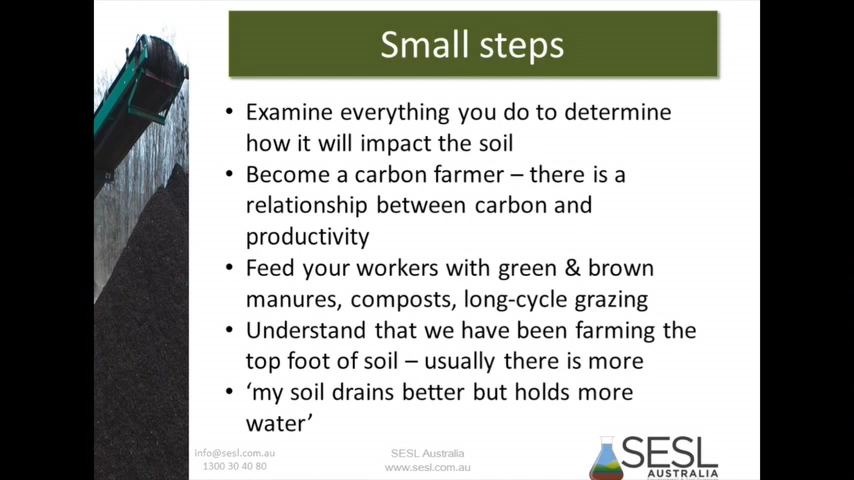 Small steps
• Examine everything you do to determine
how it will impact the soil
• Become a carbon farmer – there is a
relationship between carbon and
productivity
• Feed your workers with green & brown
manures, composts, long-cycle grazing
• Understand that we have been farming the
top foot of soil – usually there is more
• ‘my soil drains better but holds more
water’
info@sesl.com.au
1300 30 40 80
SESL Australia
www.sesl.com.au
SESL
AUSTRALIA